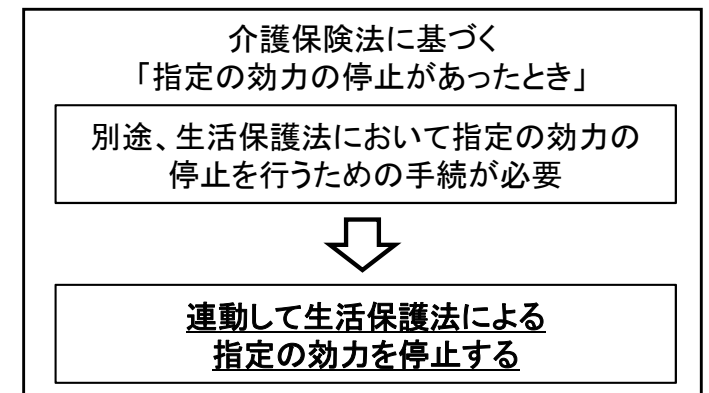 介護保険法に基づく
「指定の効力の停止があったとき」
別途、生活保護法において指定の効力の
停止を行うための手続が必要
連動して生活保護法による
指定の効力を停止する